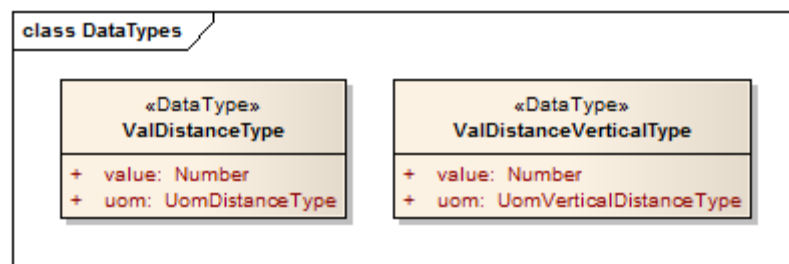 class DataTypes
«DataType»
ValDistanceType
+ value: Number
+ uom: UomDistanceType
«DataType»
ValDistanceVerticalType
+ value: Number
+ uom: UomVerticalDistanceType